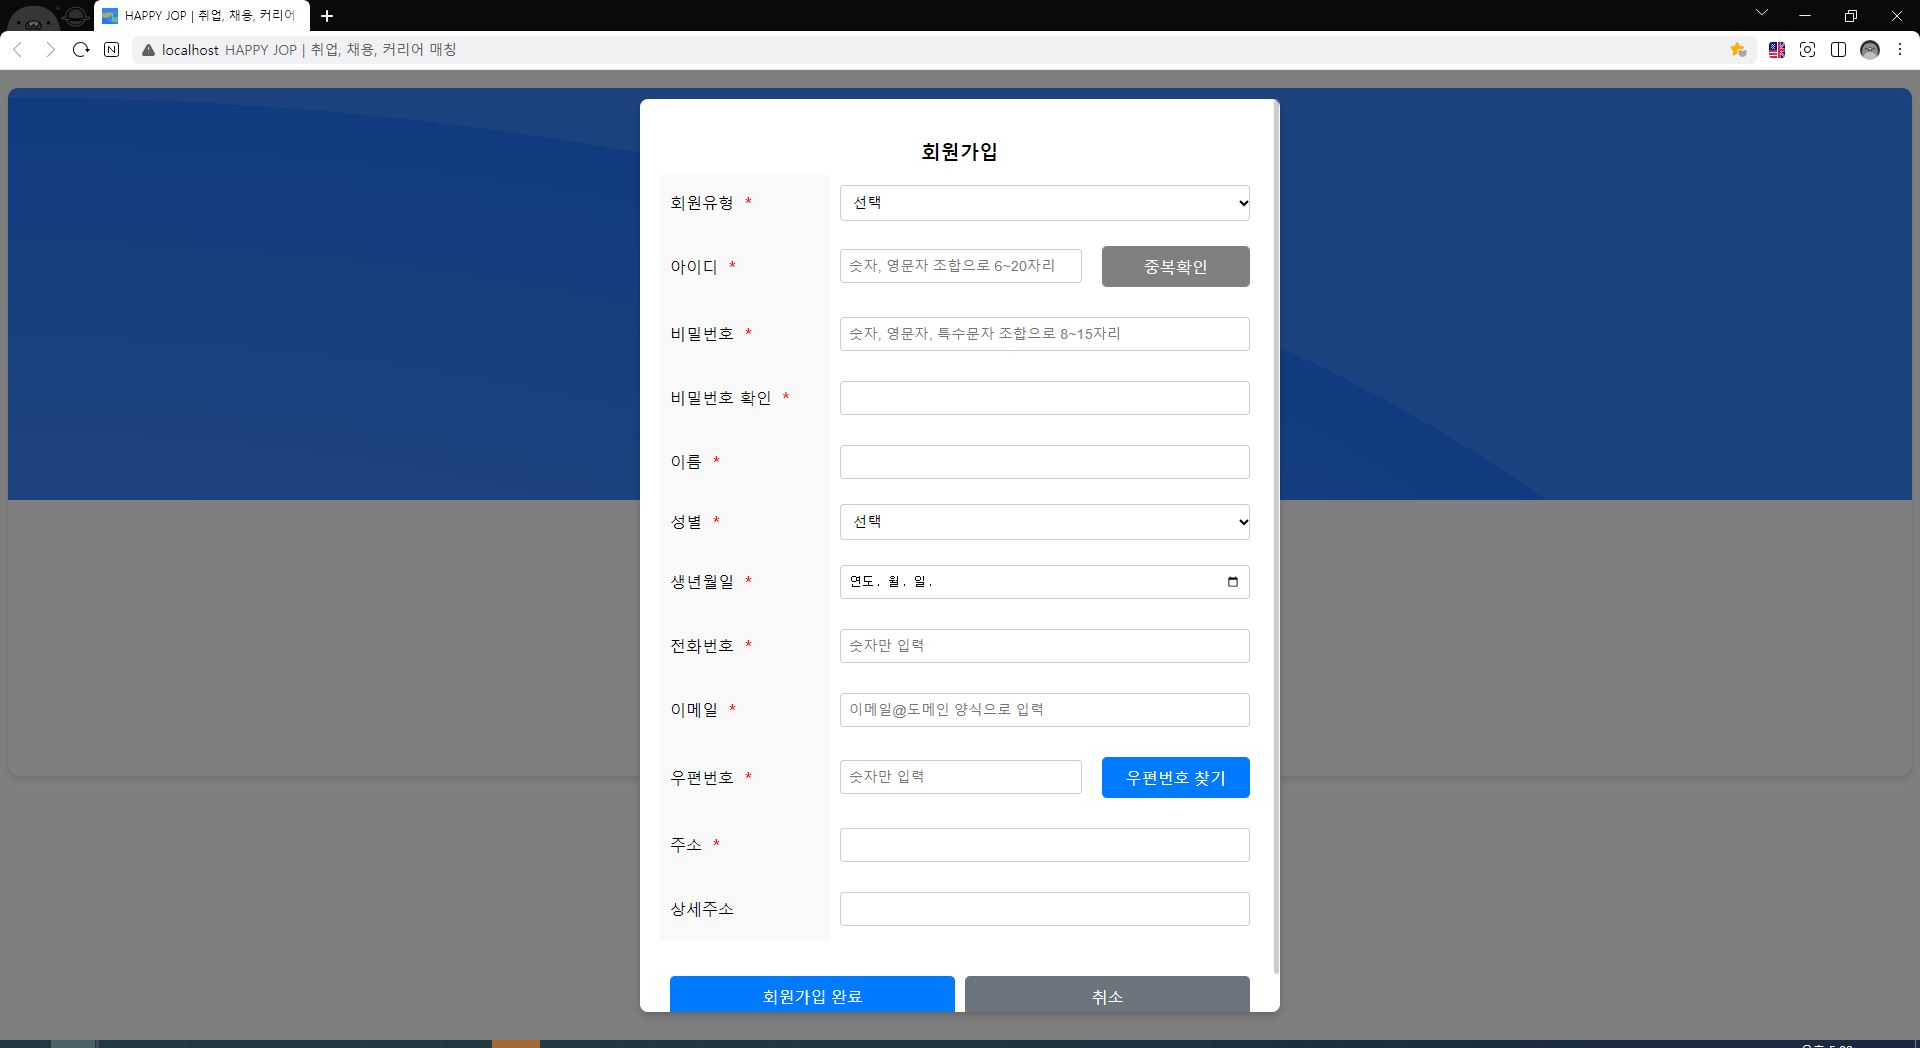 HAPPY JOP | 취업, 채용, 커리어
localhost HAPPY JOP | 취업, 채용, 커리어 매칭
회원가입
회원유형 * 선택
아이디 * 숫자, 영문자 조합으로 6~20자리 중복확인
비밀번호 * 숫자, 영문자, 특수문자 조합으로 8~15자리
비밀번호 확인 *
이름 *
성별 * 선택
생년월일 * 연도. 월. 일.
전화번호 * 숫자만 입력
이메일 * 이메일@도메인 양식으로 입력
우편번호 * 숫자만 입력 우편번호 찾기
주소 *
상세주소
회원가입 완료 취소